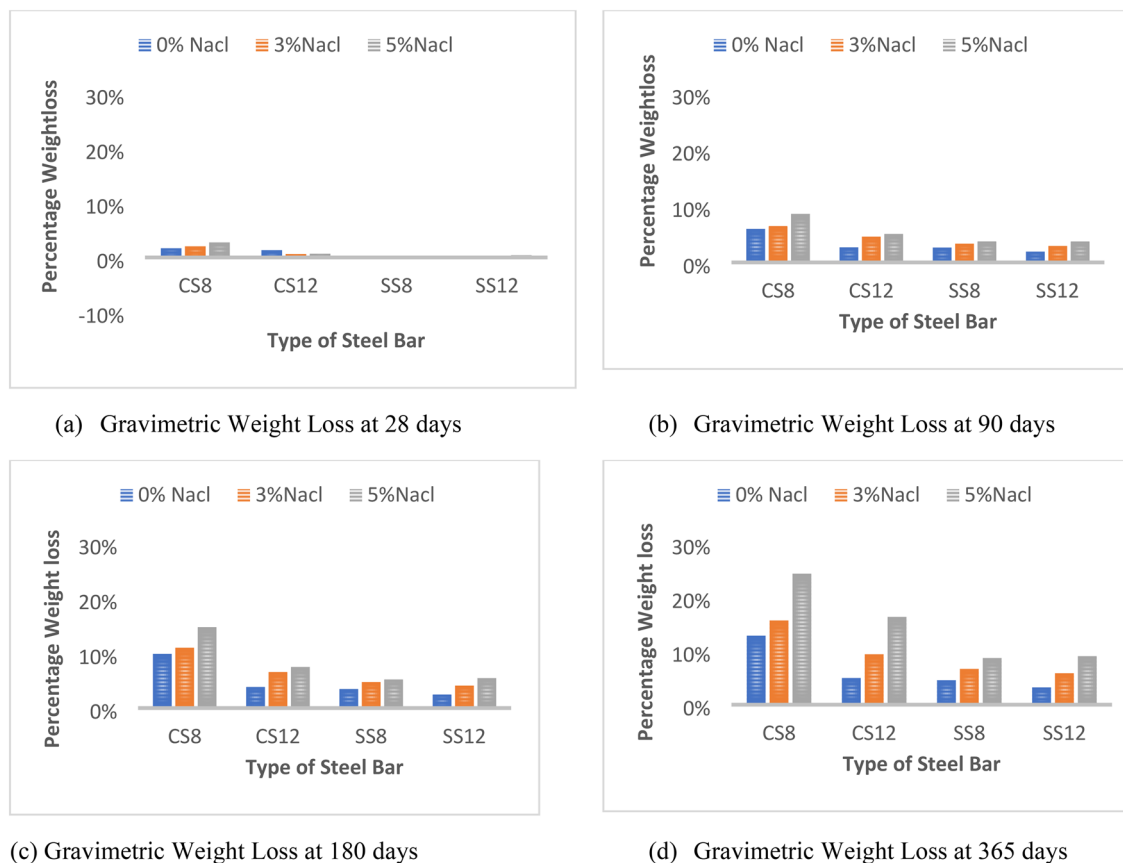 0% Nacl 3%Nacl 5%Nacl
Percentage Weightloss
30%
20%
10%
0%
-10%
CS8 CS12 SS8 SS12
Type of Steel Bar
(a) Gravimetric Weight Loss at 28 days
0% Nacl 3%Nacl 5%Nacl
Percentage Weightloss
30%
20%
10%
0%
CS8 CS12 SS8 SS12
Type of Steel Bar
(b) Gravimetric Weight Loss at 90 days
0% Nacl 3%Nacl 5%Nacl
Percentage Weight loss
30%
20%
10%
0%
CS8 CS12 SS8 SS12
Type of Steel Bar
(c) Gravimetric Weight Loss at 180 days
0% Nacl 3%Nacl 5%Nacl
Percentage Weight loss
30%
20%
10%
0%
CS8 CS12 SS8 SS12
Type of Steel Bar
(d) Gravimetric Weight Loss at 365 days